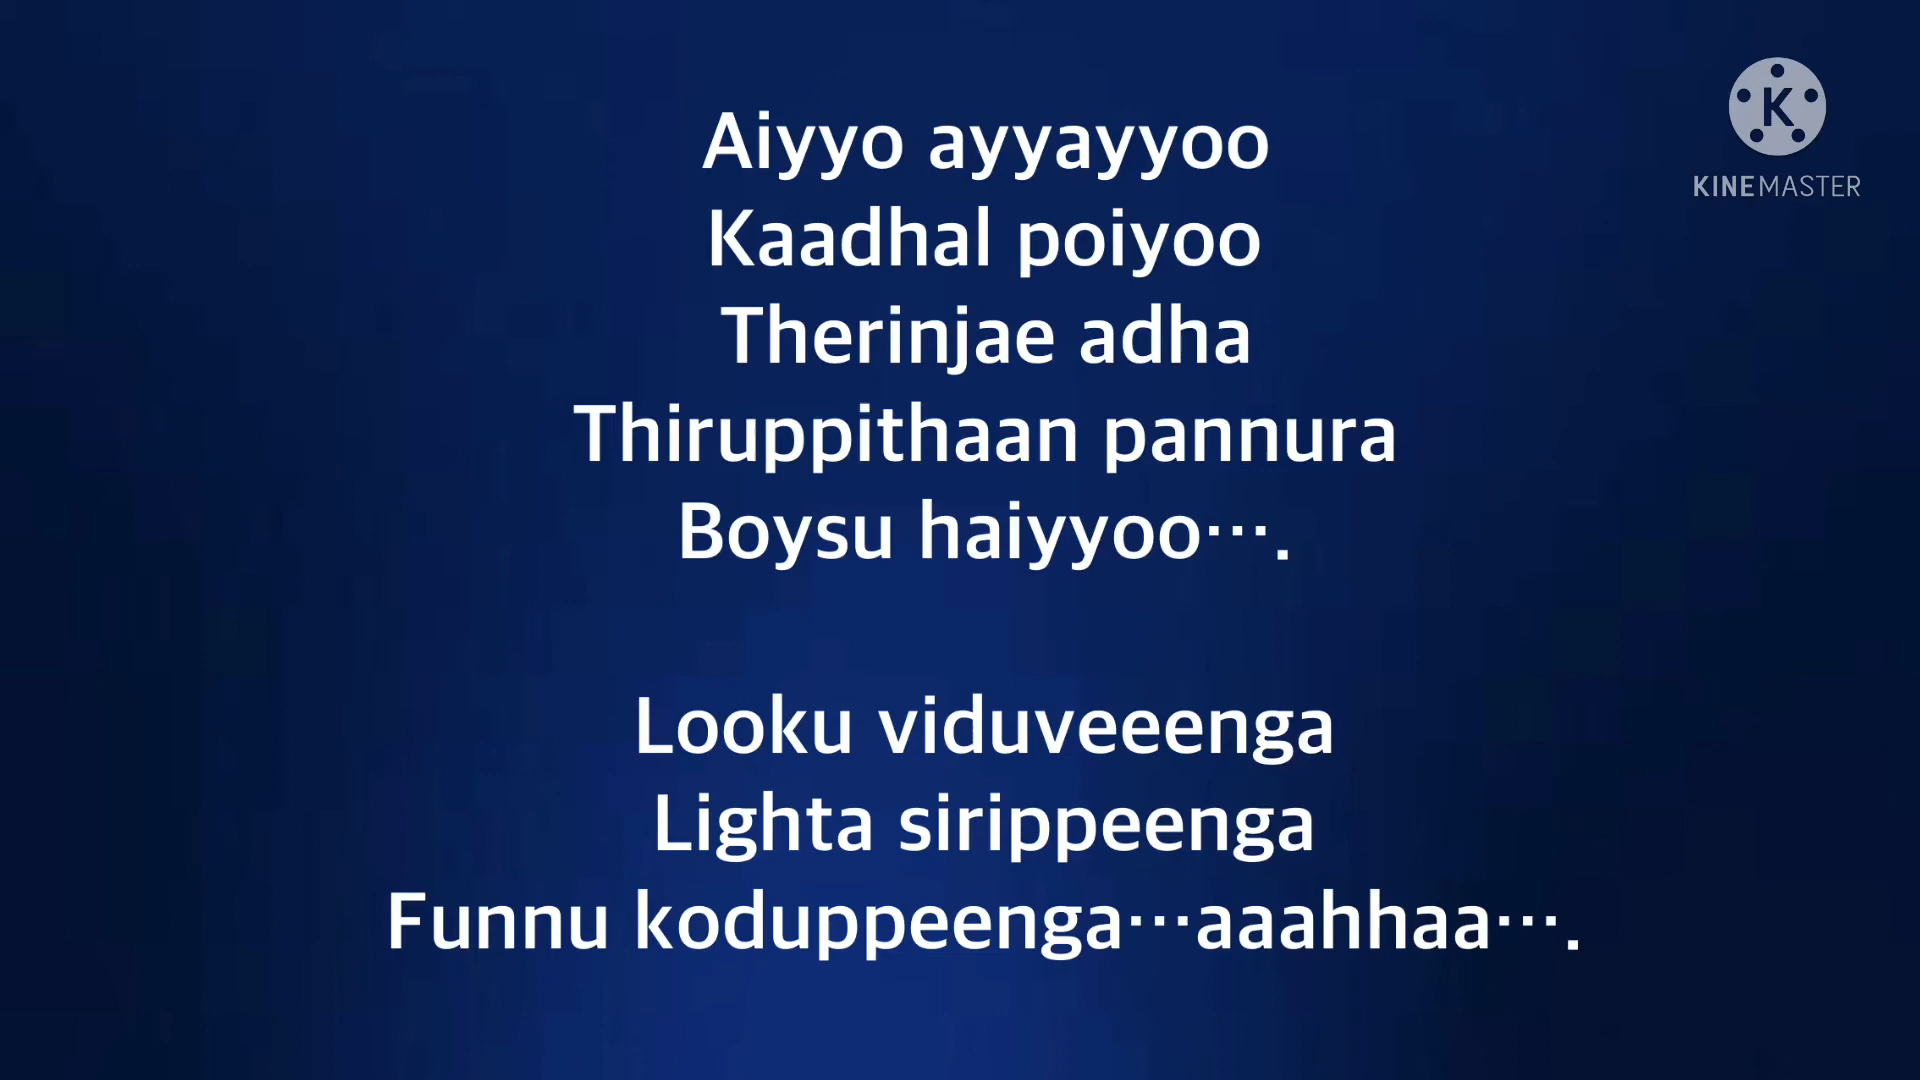 K
KINEMASTER
Aiyyo ayyayyoo
Kaadhal poiyoo
Therinjae adha
Thiruppithaan pannura
Boysu haiyyoo···.
Looku viduveeenga
Lighta sirippeenga
Funnu koduppeenga···aaahhaa···.